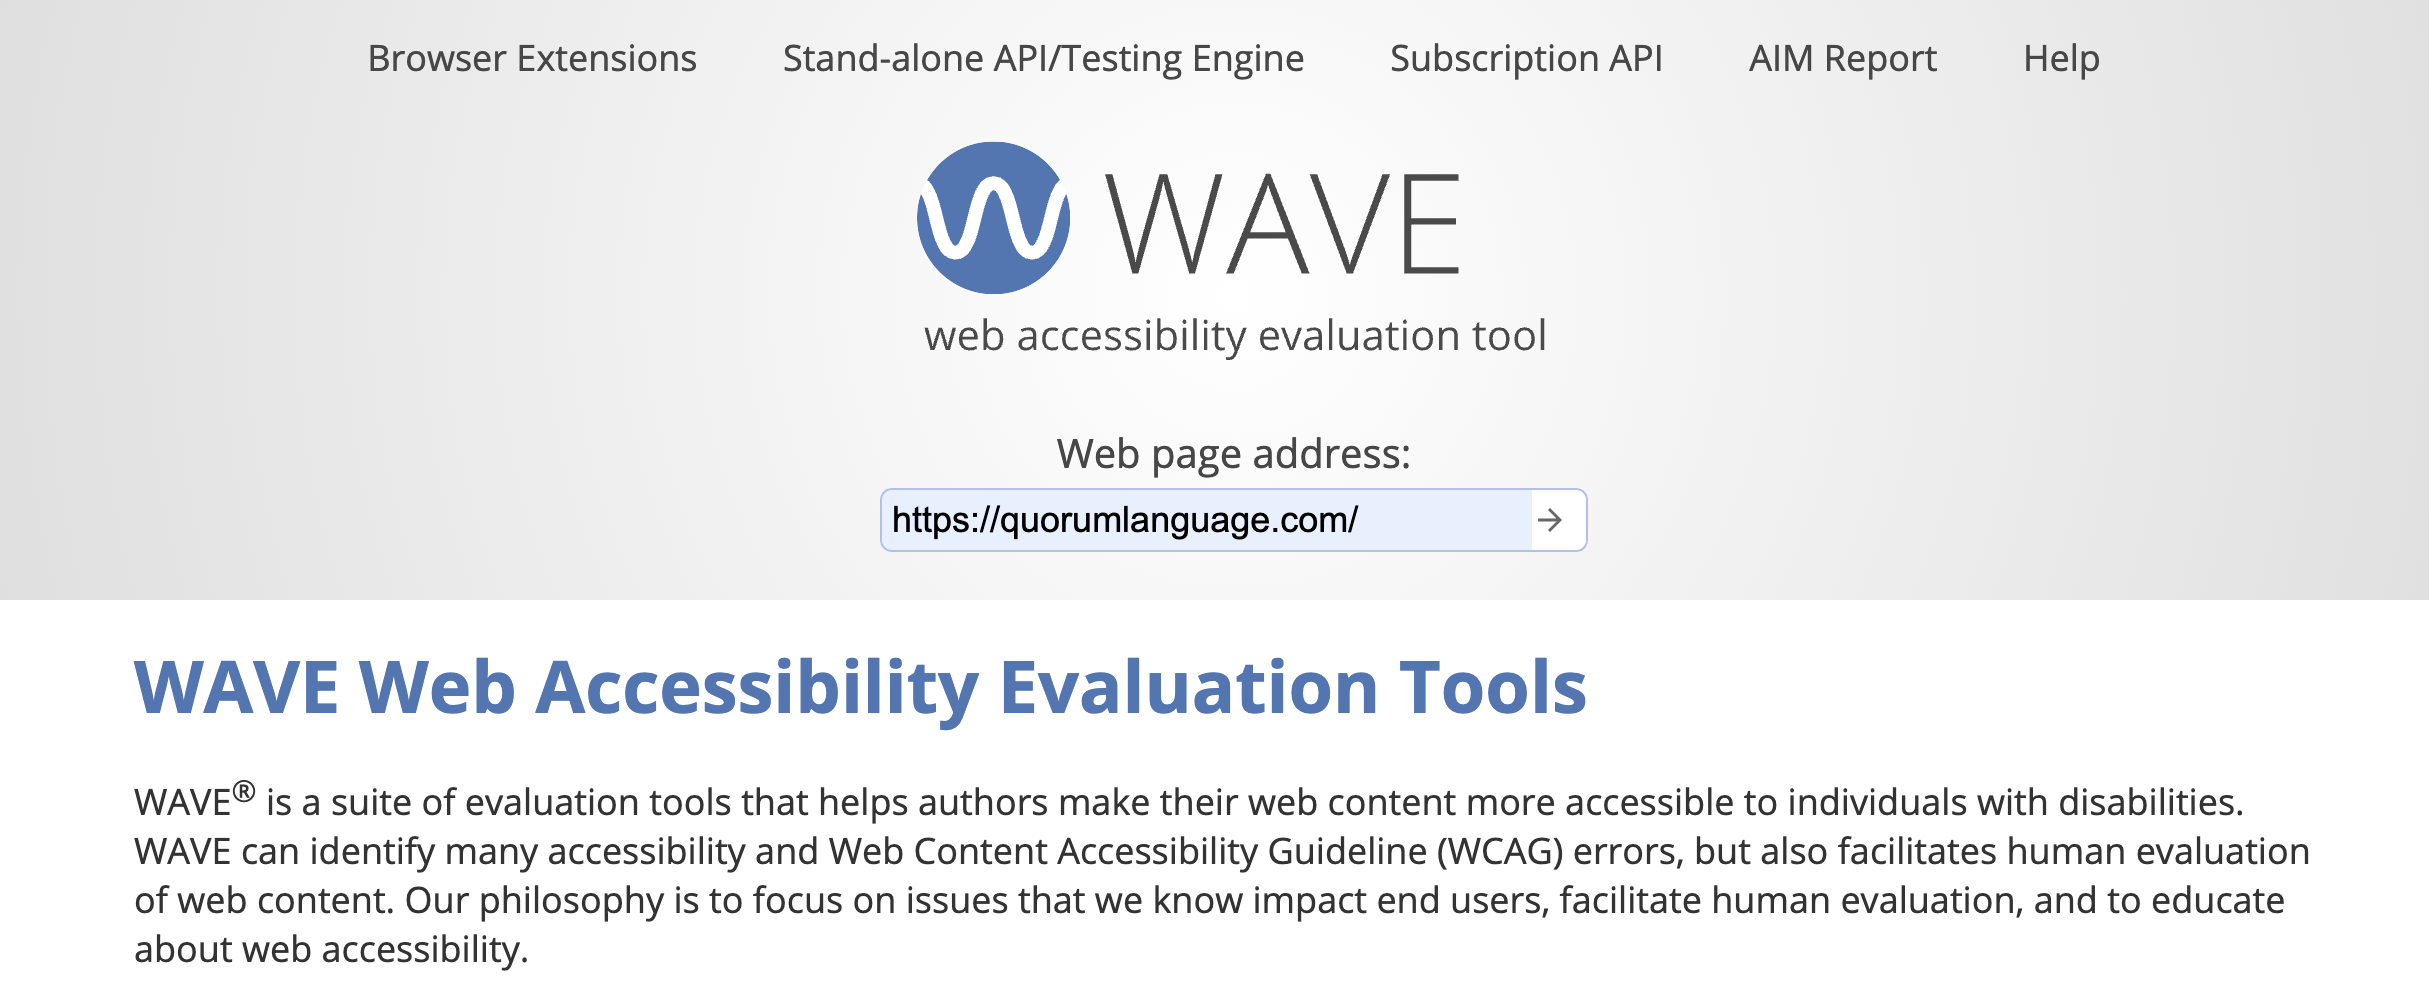 Browser Extensions Stand-alone API/Testing Engine Subscription API AIM Report Help
WAVE
web accessibility evaluation tool
Web page address:
https://quorumlanguage.com/ →
WAVE Web Accessibility Evaluation Tools
WAVE® is a suite of evaluation tools that helps authors make their web content more accessible to individuals with disabilities.
WAVE can identify many accessibility and Web Content Accessibility Guideline (WCAG) errors, but also facilitates human evaluation
of web content. Our philosophy is to focus on issues that we know impact end users, facilitate human evaluation, and to educate
about web accessibility.